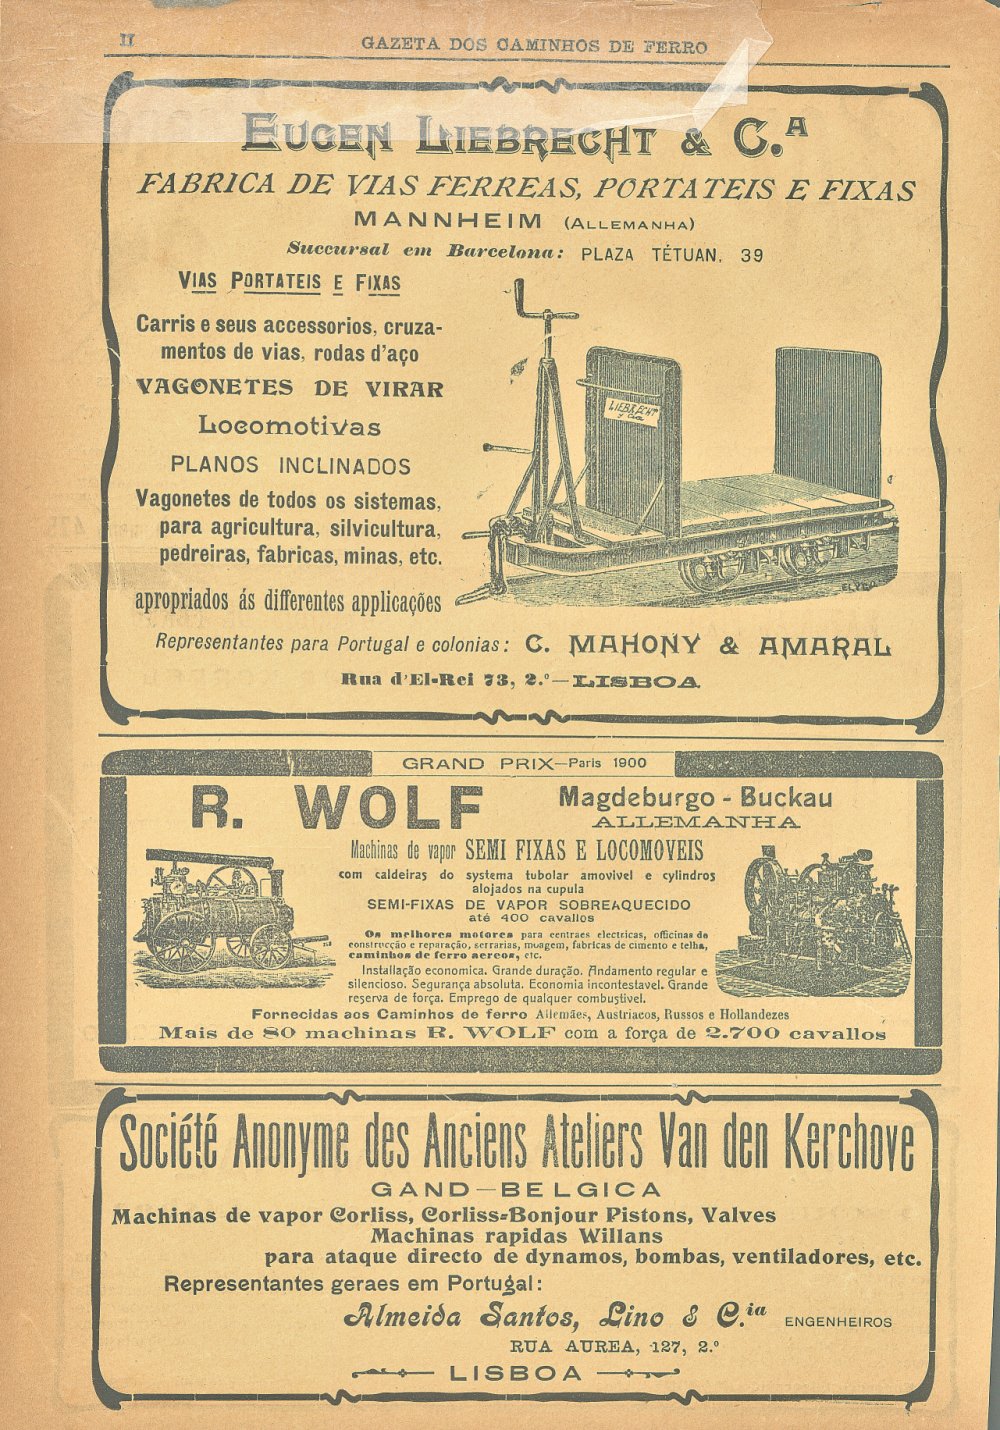 II
GAZETA DOS CAMINHOS DE FERRO
EUGEN LIEBRECHT & C.A
FABRICA DE VIAS FERREAS, PORTATEIS E FIXAS
MANNHEIM (ALLEMANHA)
Succursal em Barcelona: PLAZA TÉTUAN, 39
VIAS PORTATEIS E FIXAS
Carris e seus accessorios, cruza-
mentos de vias, rodas d'aço
VAGONETES DE VIRAR
Locomotivas
PLANOS INCLINADOS
Vagonetes de todos os sistemas,
para agricultura, silvicultura,
pedreiras, fabricas, minas, etc.
apropriados ás differentes applicações
LIEBRECHT
y Cia
Representantes para Portugal e colonias: C. MAHONY & AMARAL
Rua d'El-Rei 73, 2.º—LISBOA
GRAND PRIX—Paris 1900
R. WOLF
Magdeburgo - Buckau
ALLEMANHA
Machinas de vapor SEMI FIXAS E LOCOMOVEIS
com caldeiras do systema tubolar amovivel e cylindros
alojados na cupula
SEMI-FIXAS DE VAPOR SOBREAQUECIDO
até 400 cavallos
Os melhores motores para centraes electricas, officinas de
construcção e reparação, serrarias, moagem, fabricas de cimento e telha,
caminhos de ferro aereos, etc.
Installação economica. Grande duração. Andamento regular e
silencioso. Segurança absoluta. Economia incontestavel. Grande
reserva de força. Emprego de qualquer combustivel.
Fornecidas aos Caminhos de ferro Allemães, Austriacos, Russos e Hollandezes
Mais de 80 machinas R. WOLF com a força de 2.700 cavallos
Société Anonyme des Anciens Ateliers Van den Kerchove
GAND—BELGICA
Machinas de vapor Corliss, Corliss-Bonjour Pistons, Valves
Machinas rapidas Willans
para ataque directo de dynamos, bombas, ventiladores, etc.
Representantes geraes em Portugal:
Almeida Santos, Lino & C.ia ENGENHEIROS
RUA AUREA, 127, 2.º
LISBOA